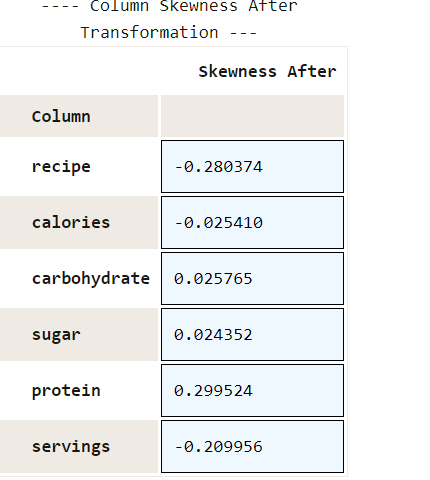 ---- Column Skewness After
Transformation ---
Skewness After
Column
recipe -0.280374
calories -0.025410
carbohydrate 0.025765
sugar 0.024352
protein 0.299524
servings -0.209956